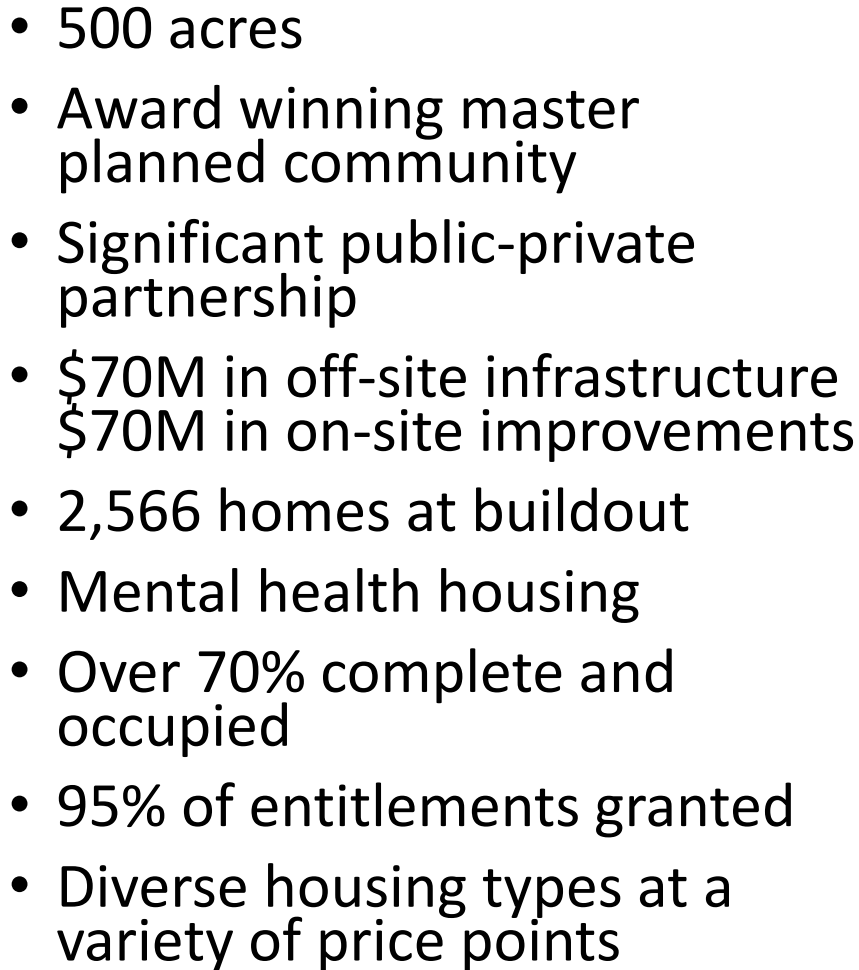 • 500 acres
• Award winning master
planned community
• Significant public-private
partnership
• $70M in off-site infrastructure
$70M in on-site improvements
• 2,566 homes at buildout
• Mental health housing
• Over 70% complete and
occupied
• 95% of entitlements granted
• Diverse housing types at a
variety of price points